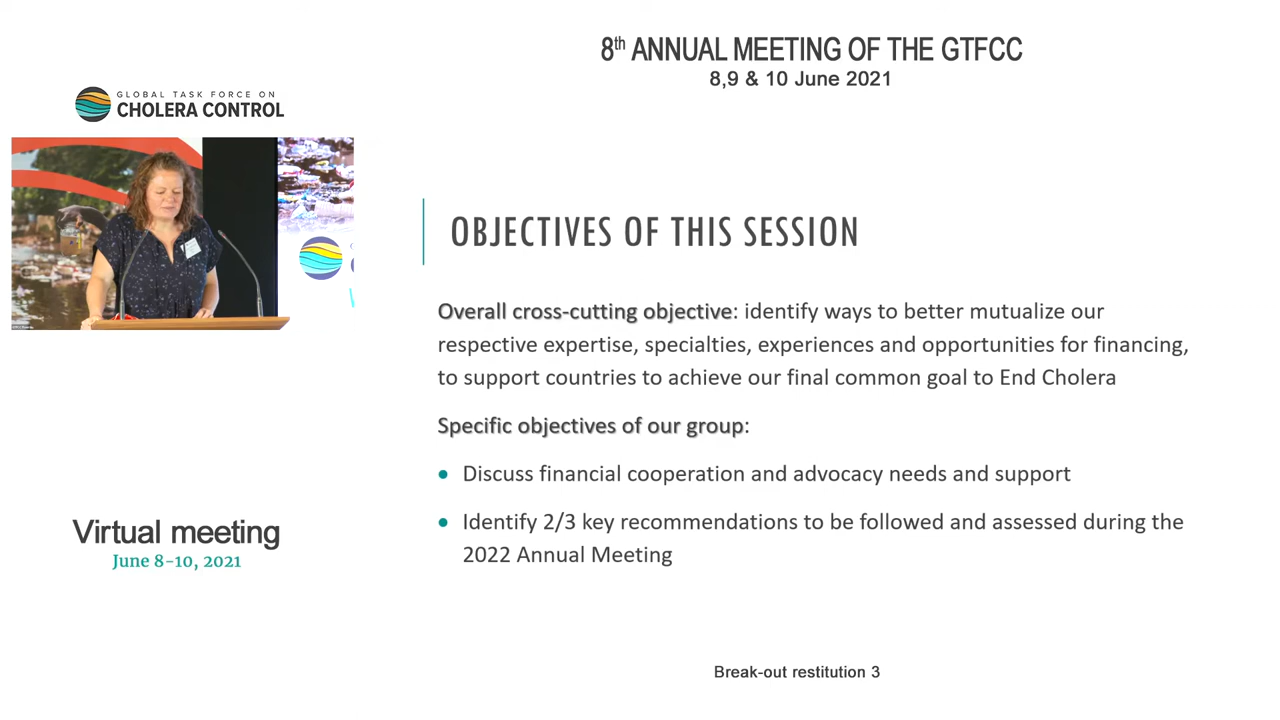 8th ANNUAL MEETING OF THE GTFCC
8,9 & 10 June 2021
GLOBAL TASK FORCE ON
CHOLERA CONTROL
OBJECTIVES OF THIS SESSION
Overall cross-cutting objective: identify ways to better mutualize our
respective expertise, specialties, experiences and opportunities for financing,
to support countries to achieve our final common goal to End Cholera
Specific objectives of our group:
• Discuss financial cooperation and advocacy needs and support
• Identify 2/3 key recommendations to be followed and assessed during the
2022 Annual Meeting
Virtual meeting
June 8-10, 2021
Break-out restitution 3